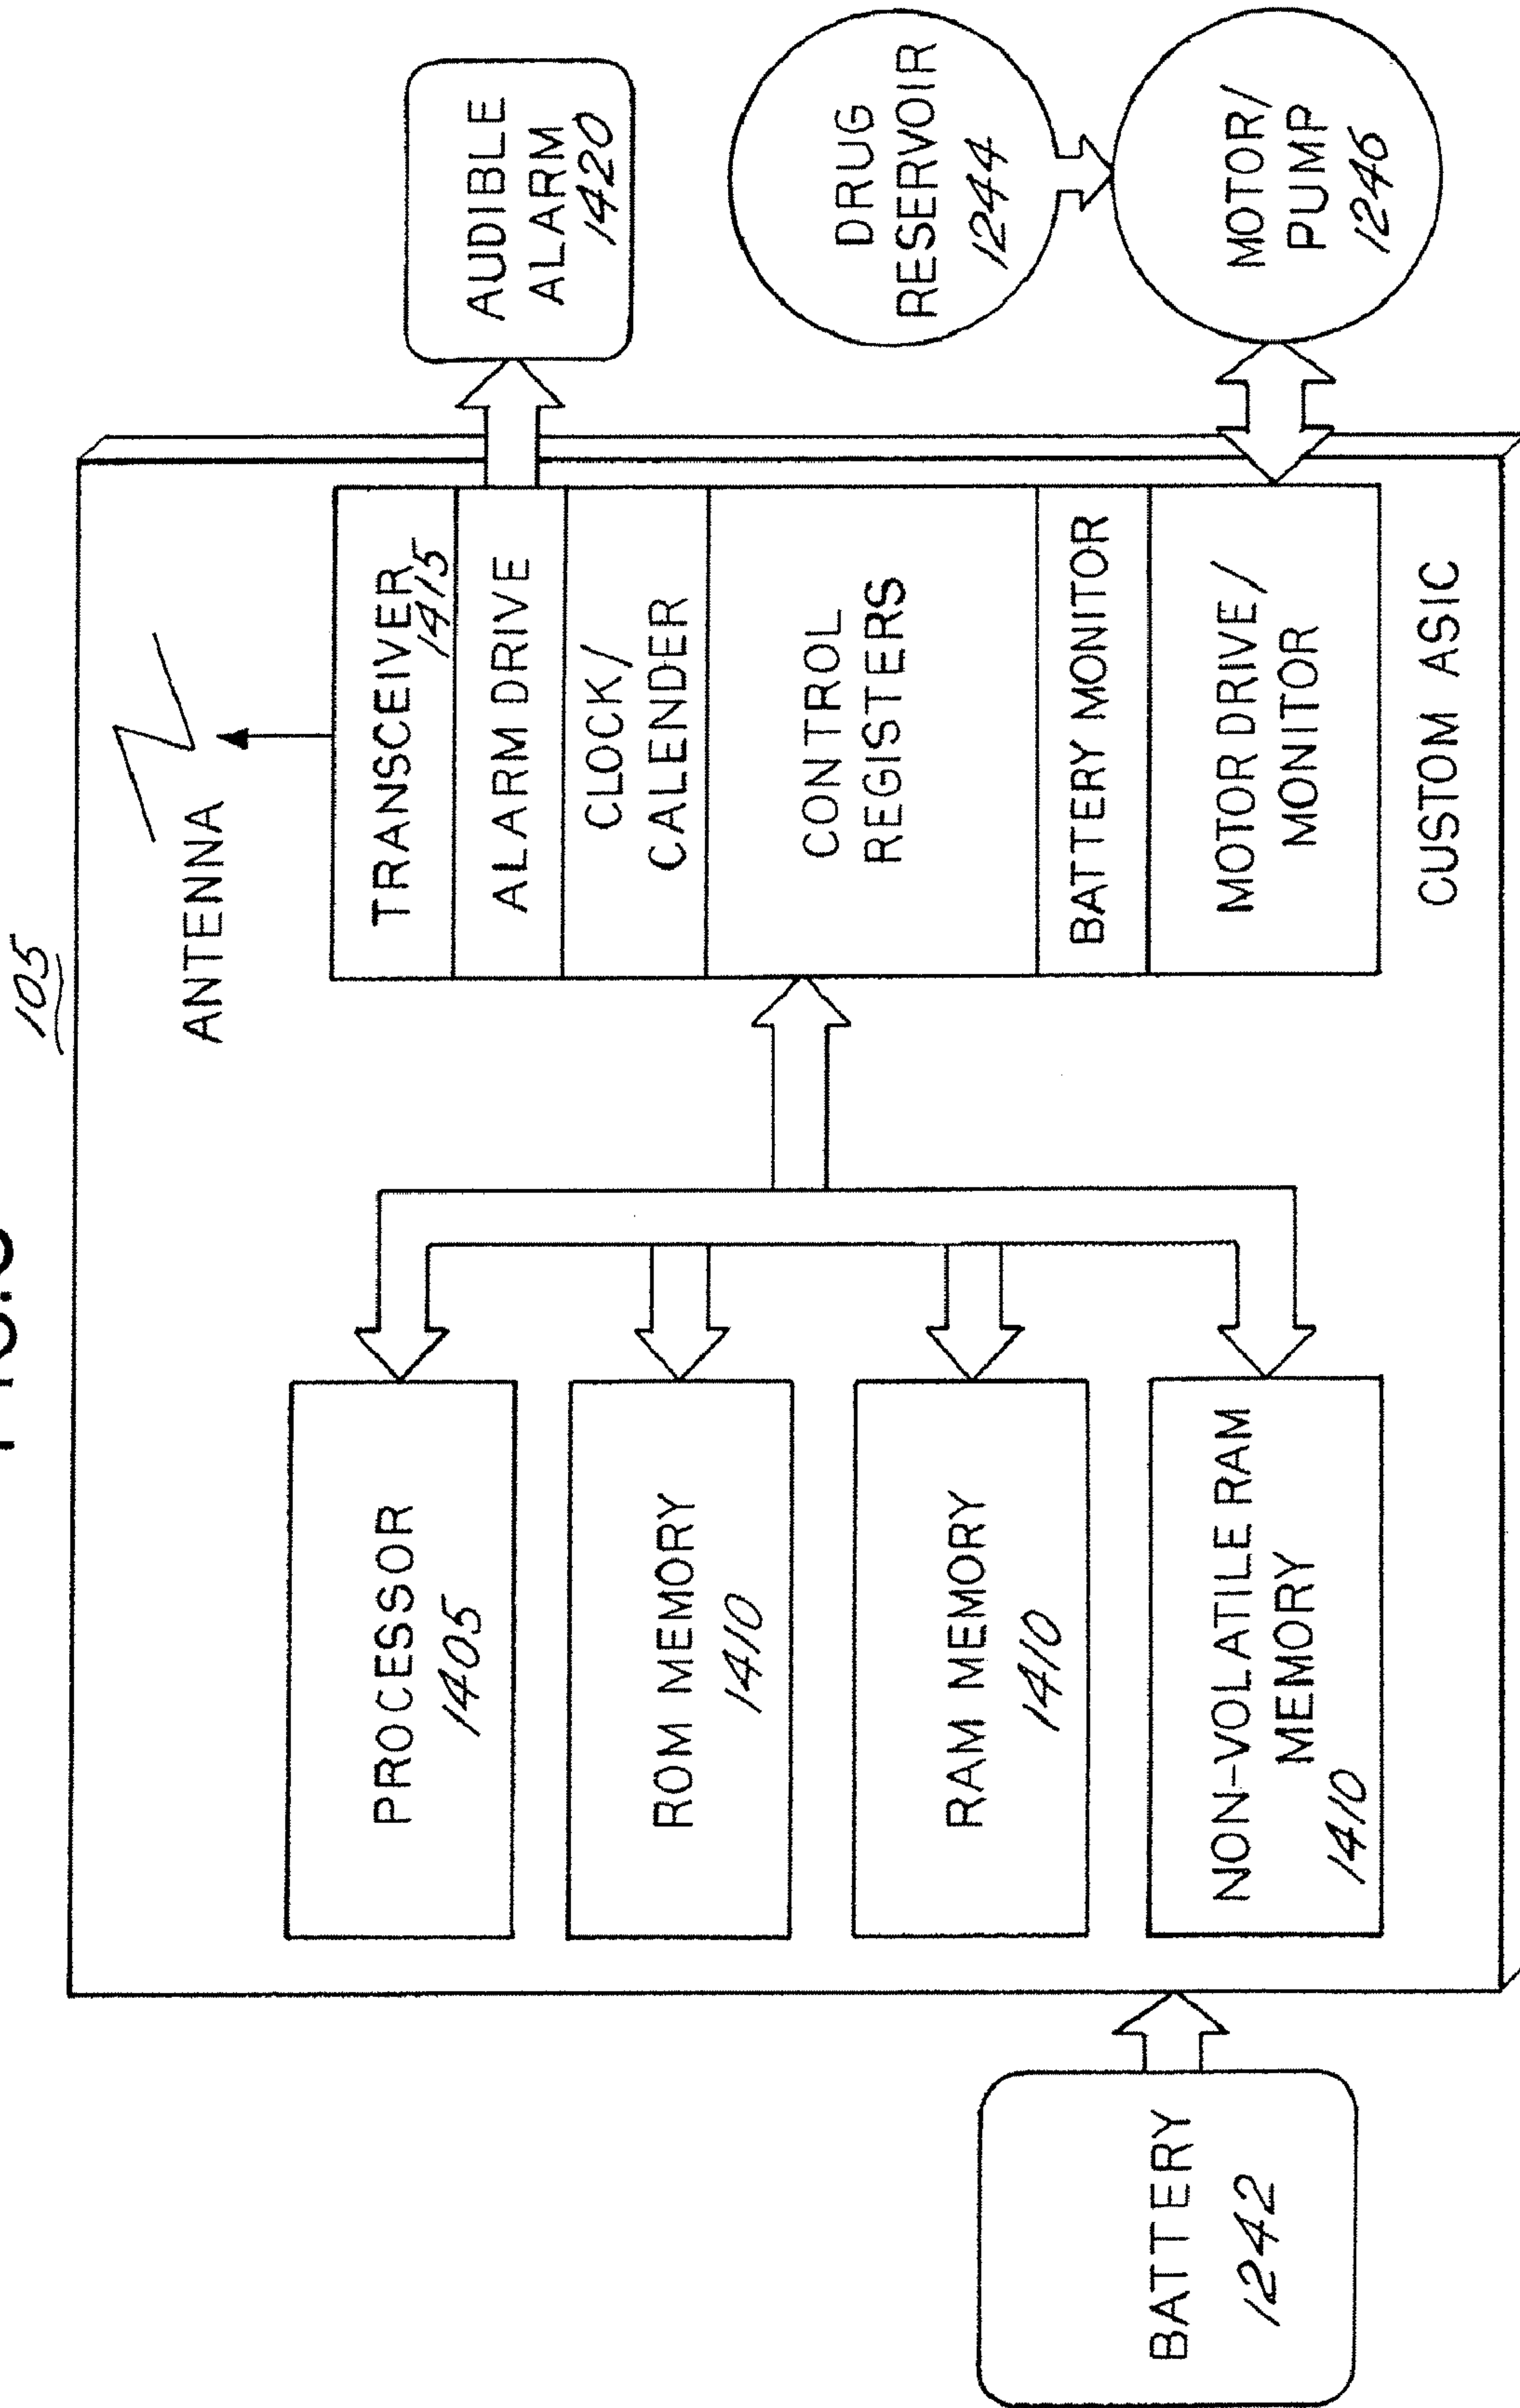 105
ANTENNA
TRANSCEIVER
1415
ALARM DRIVE
CLOCK/
CALENDER
CONTROL
REGISTERS
BATTERY MONITOR
MOTOR DRIVE/
MONITOR
CUSTOM ASIC
PROCESSOR
1405
ROM MEMORY
1410
RAM MEMORY
1410
NON-VOLATILE RAM
MEMORY
1410
BATTERY
1242
AUDIBLE
ALARM
1420
DRUG
RESERVOIR
1244
MOTOR/
PUMP
1246